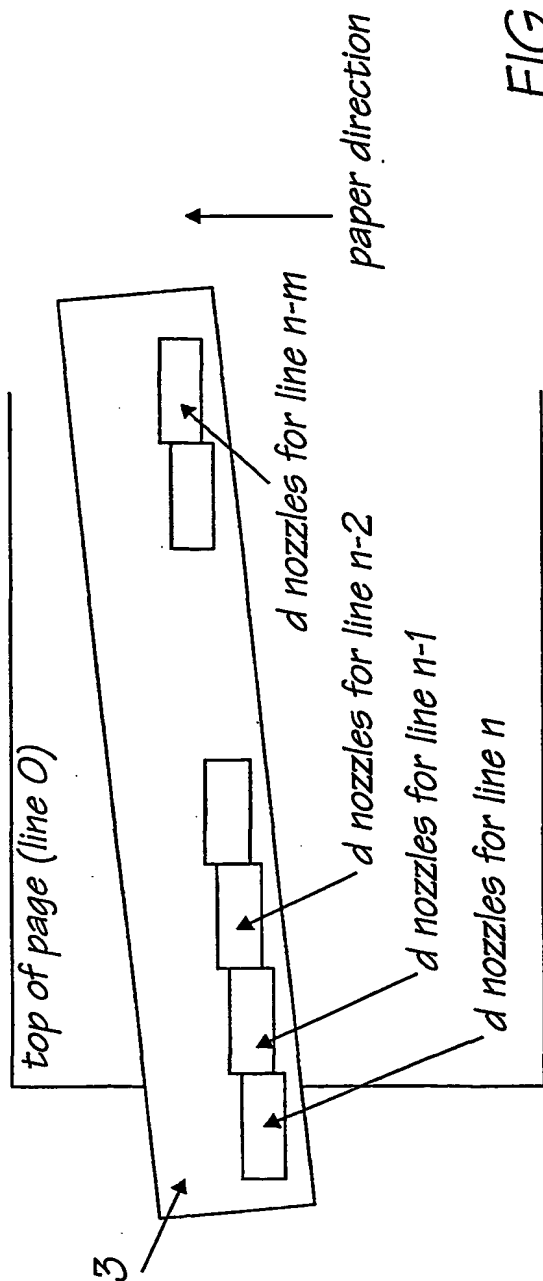 top of page (line 0)
3
paper direction
d nozzles for line n-m
d nozzles for line n-2
d nozzles for line n-1
d nozzles for line n
FIG